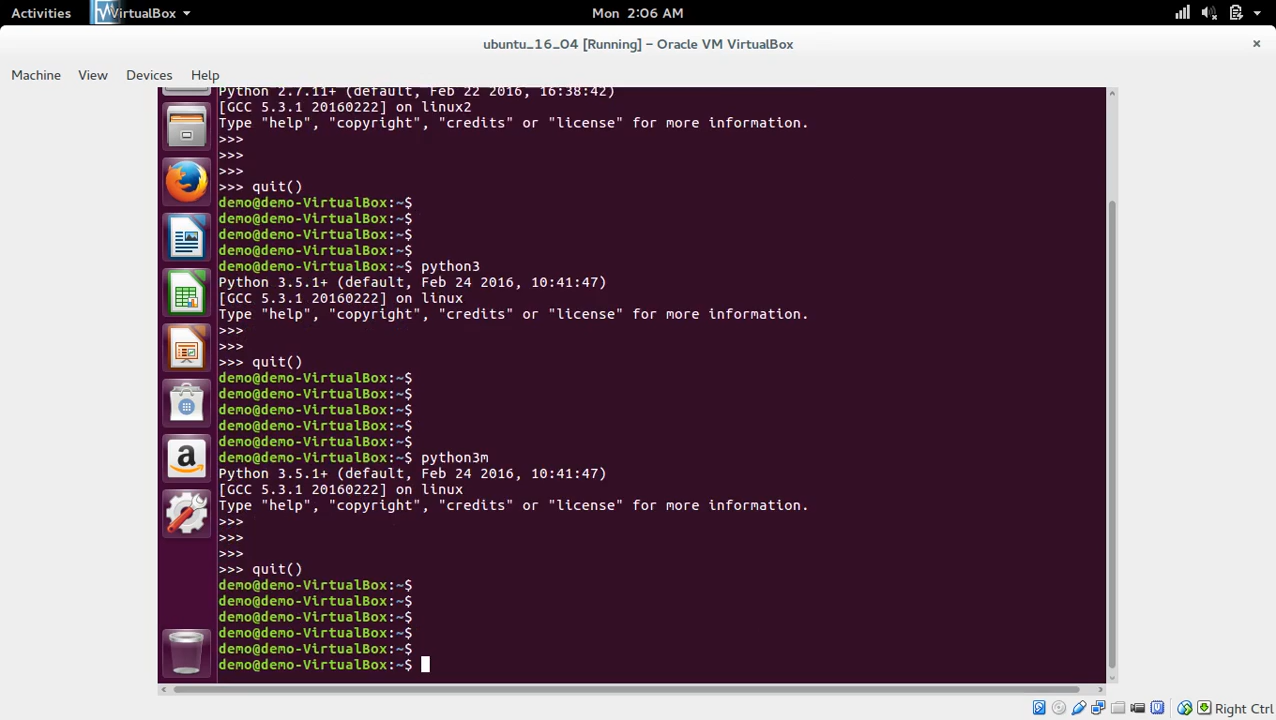 Activities
VirtualBox
Mon 2:06 AM
ubuntu_16_04 [Running] – Oracle VM VirtualBox
×
Machine View Devices Help
Python 2.7.11+ (default, Feb 22 2016, 16:38:42)
[GCC 5.3.1 20160222] on linux2
Type "help", "copyright", "credits" or "license" for more information.
>>>
>>>
>>>
>>> quit()
demo@demo-VirtualBox:~$
demo@demo-VirtualBox:~$
demo@demo-VirtualBox:~$
demo@demo-VirtualBox:~$
demo@demo-VirtualBox:~$ python3
Python 3.5.1+ (default, Feb 24 2016, 10:41:47)
[GCC 5.3.1 20160222] on linux
Type "help", "copyright", "credits" or "license" for more information.
>>>
>>>
>>> quit()
demo@demo-VirtualBox:~$
demo@demo-VirtualBox:~$
demo@demo-VirtualBox:~$
demo@demo-VirtualBox:~$
demo@demo-VirtualBox:~$
demo@demo-VirtualBox:~$ python3m
Python 3.5.1+ (default, Feb 24 2016, 10:41:47)
[GCC 5.3.1 20160222] on linux
Type "help", "copyright", "credits" or "license" for more information.
>>>
>>>
>>>
>>> quit()
demo@demo-VirtualBox:~$
demo@demo-VirtualBox:~$
demo@demo-VirtualBox:~$
demo@demo-VirtualBox:~$
demo@demo-VirtualBox:~$
demo@demo-VirtualBox:~$
Right Ctrl